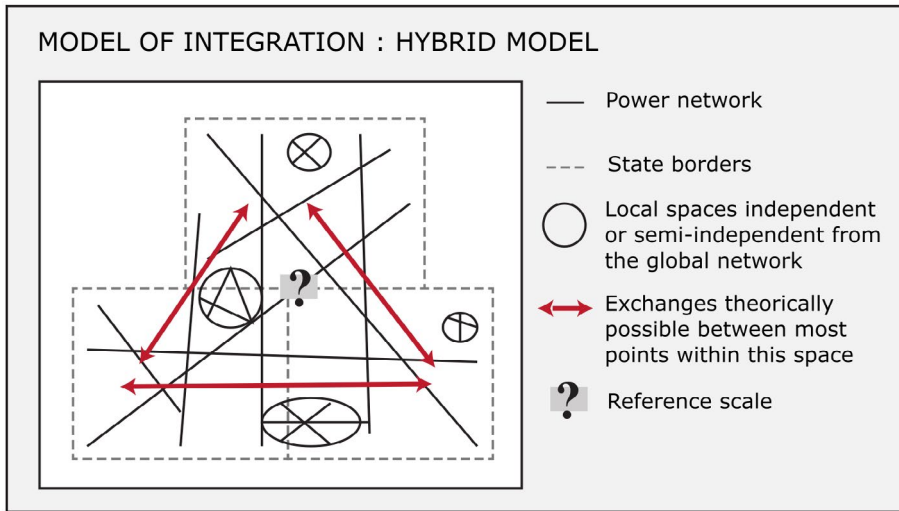 MODEL OF INTEGRATION : HYBRID MODEL
Power network
State borders
Local spaces independent
or semi-independent from
the global network
Exchanges theorically
possible between most
points within this space
?
? Reference scale